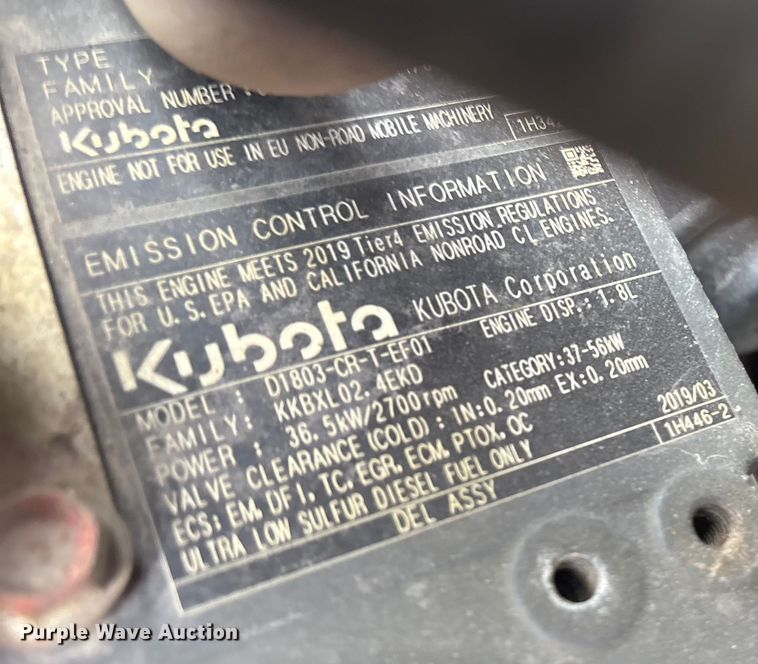 TYPE
FAMILY
APPROVAL NUMBER
Kubota
ENGINE NOT FOR USE IN EU NON-ROAD MOBILE MACHINERY
1H34
EMISSION CONTROL INFORMATION
THIS ENGINE MEETS 2019 Tier4 EMISSION REGULATIONS
FOR U.S. EPA AND CALIFORNIA NONROAD CI ENGINES.
Kubota KUBOTA Corporation
MODEL : D1803-CR-T-EF01 ENGINE DISP.: 1.8L
FAMILY: KKBXL02.4EKD
POWER : 36.5kW/2700rpm CATEGORY:37-56kW
VALVE CLEARANCE(COLD): IN:0.20mm EX:0.20mm
ECS: EM, DFI, TC, EGR, ECM, PTOX, OC 2019/03
ULTRA LOW SULFUR DIESEL FUEL ONLY 1H446-2
DEL ASSY
Purple Wave Auction